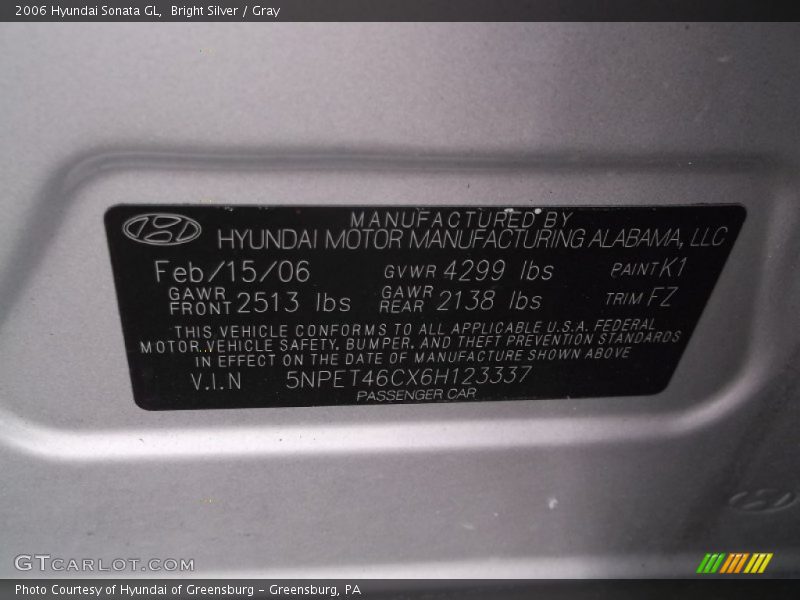 2006 Hyundai Sonata GL,  Bright Silver / Gray
MANUFACTURED BY
HYUNDAI MOTOR MANUFACTURING ALABAMA, LLC
Feb/15/06 GVWR 4299 lbs PAINT K1
GAWR FRONT 2513 lbs GAWR REAR 2138 lbs TRIM FZ
THIS VEHICLE CONFORMS TO ALL APPLICABLE U.S.A. FEDERAL
MOTOR VEHICLE SAFETY, BUMPER, AND THEFT PREVENTION STANDARDS
IN EFFECT ON THE DATE OF MANUFACTURE SHOWN ABOVE
V.I.N 5NPET46CX6H123337
PASSENGER CAR
GTCARLOT.COM
Photo Courtesy of Hyundai of Greensburg - Greensburg, PA